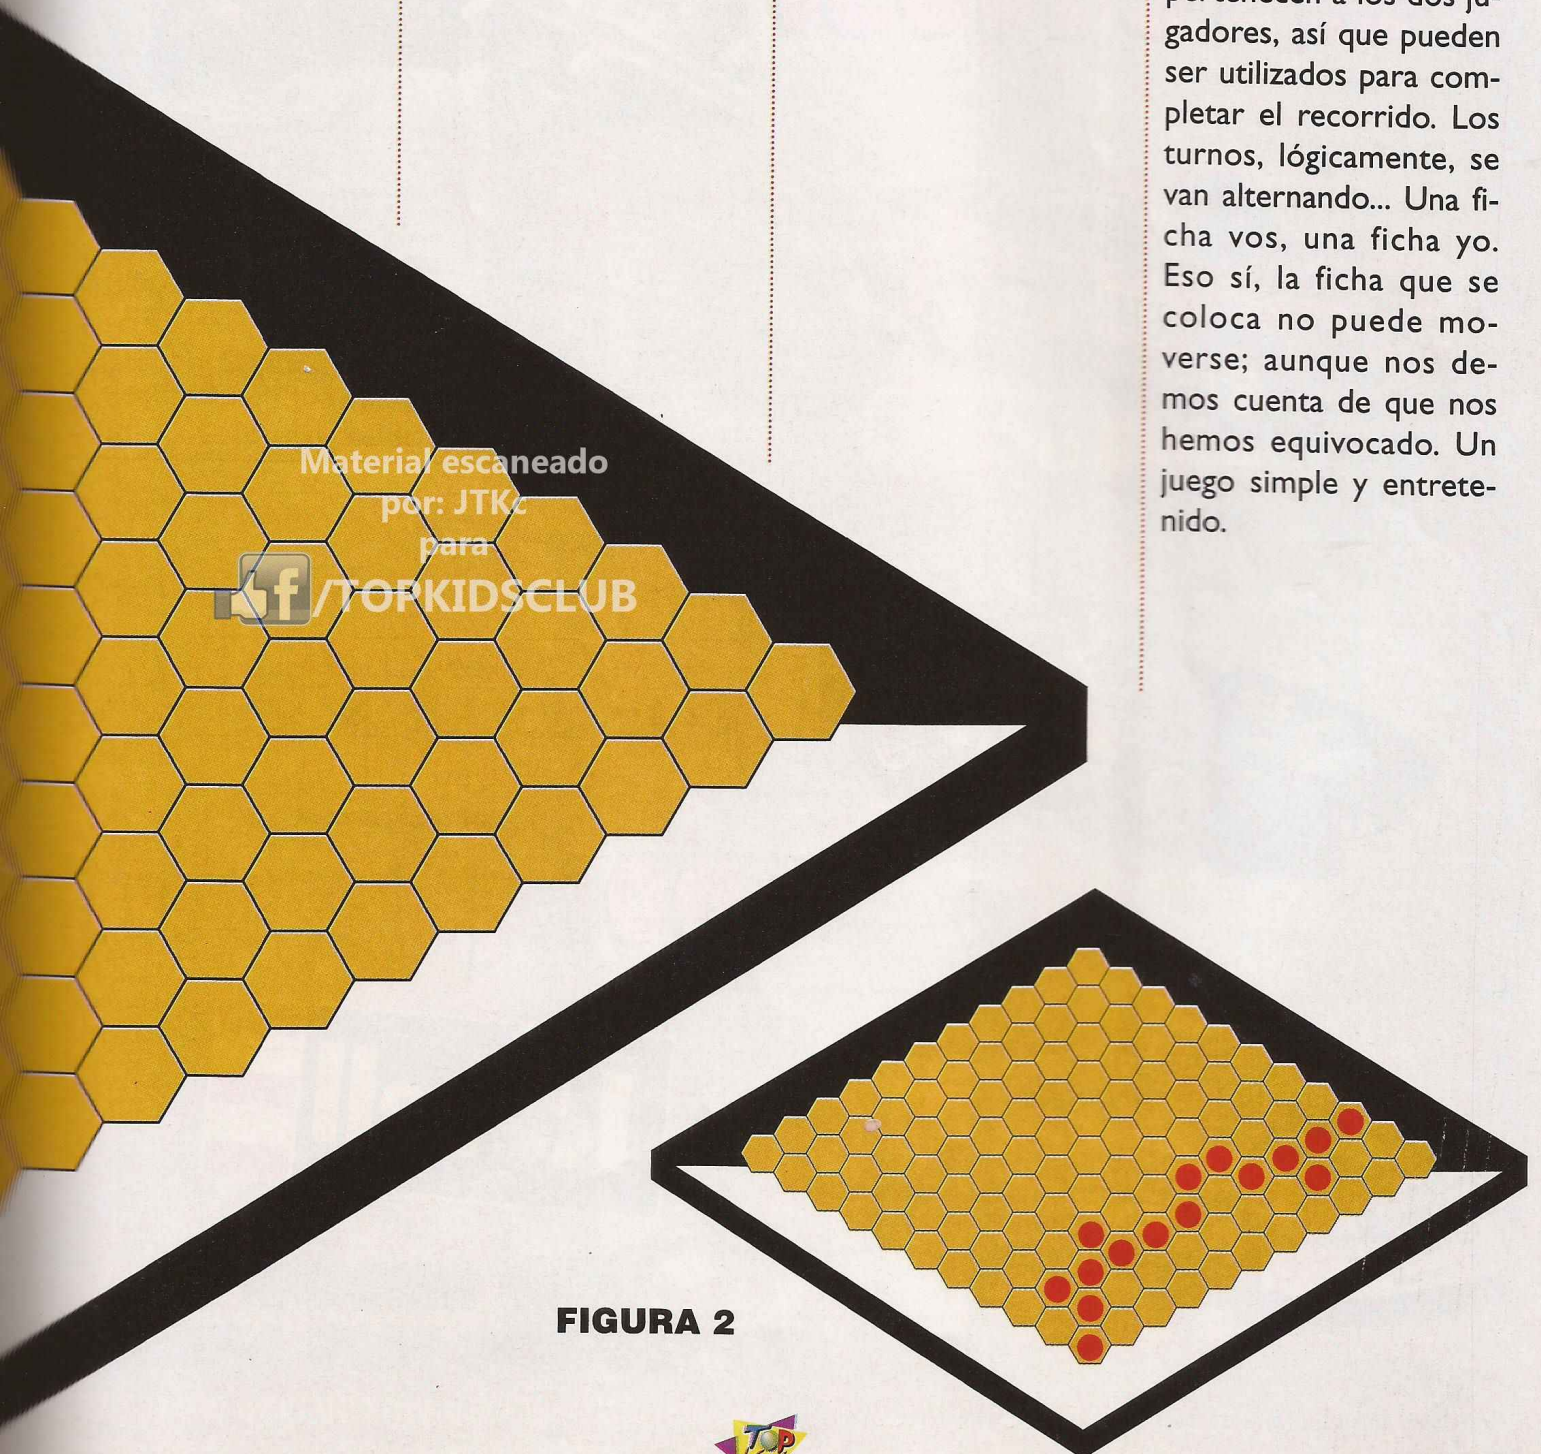 gadores, así que pueden
ser utilizados para com-
pletar el recorrido. Los
turnos, lógicamente, se
van alternando... Una fi-
cha vos, una ficha yo.
Eso sí, la ficha que se
coloca no puede mo-
verse; aunque nos de-
mos cuenta de que nos
hemos equivocado. Un
juego simple y entrete-
nido.
Material escaneado
por: JTKc
para
f/TOPKIDSCLUB
FIGURA 2
TOP